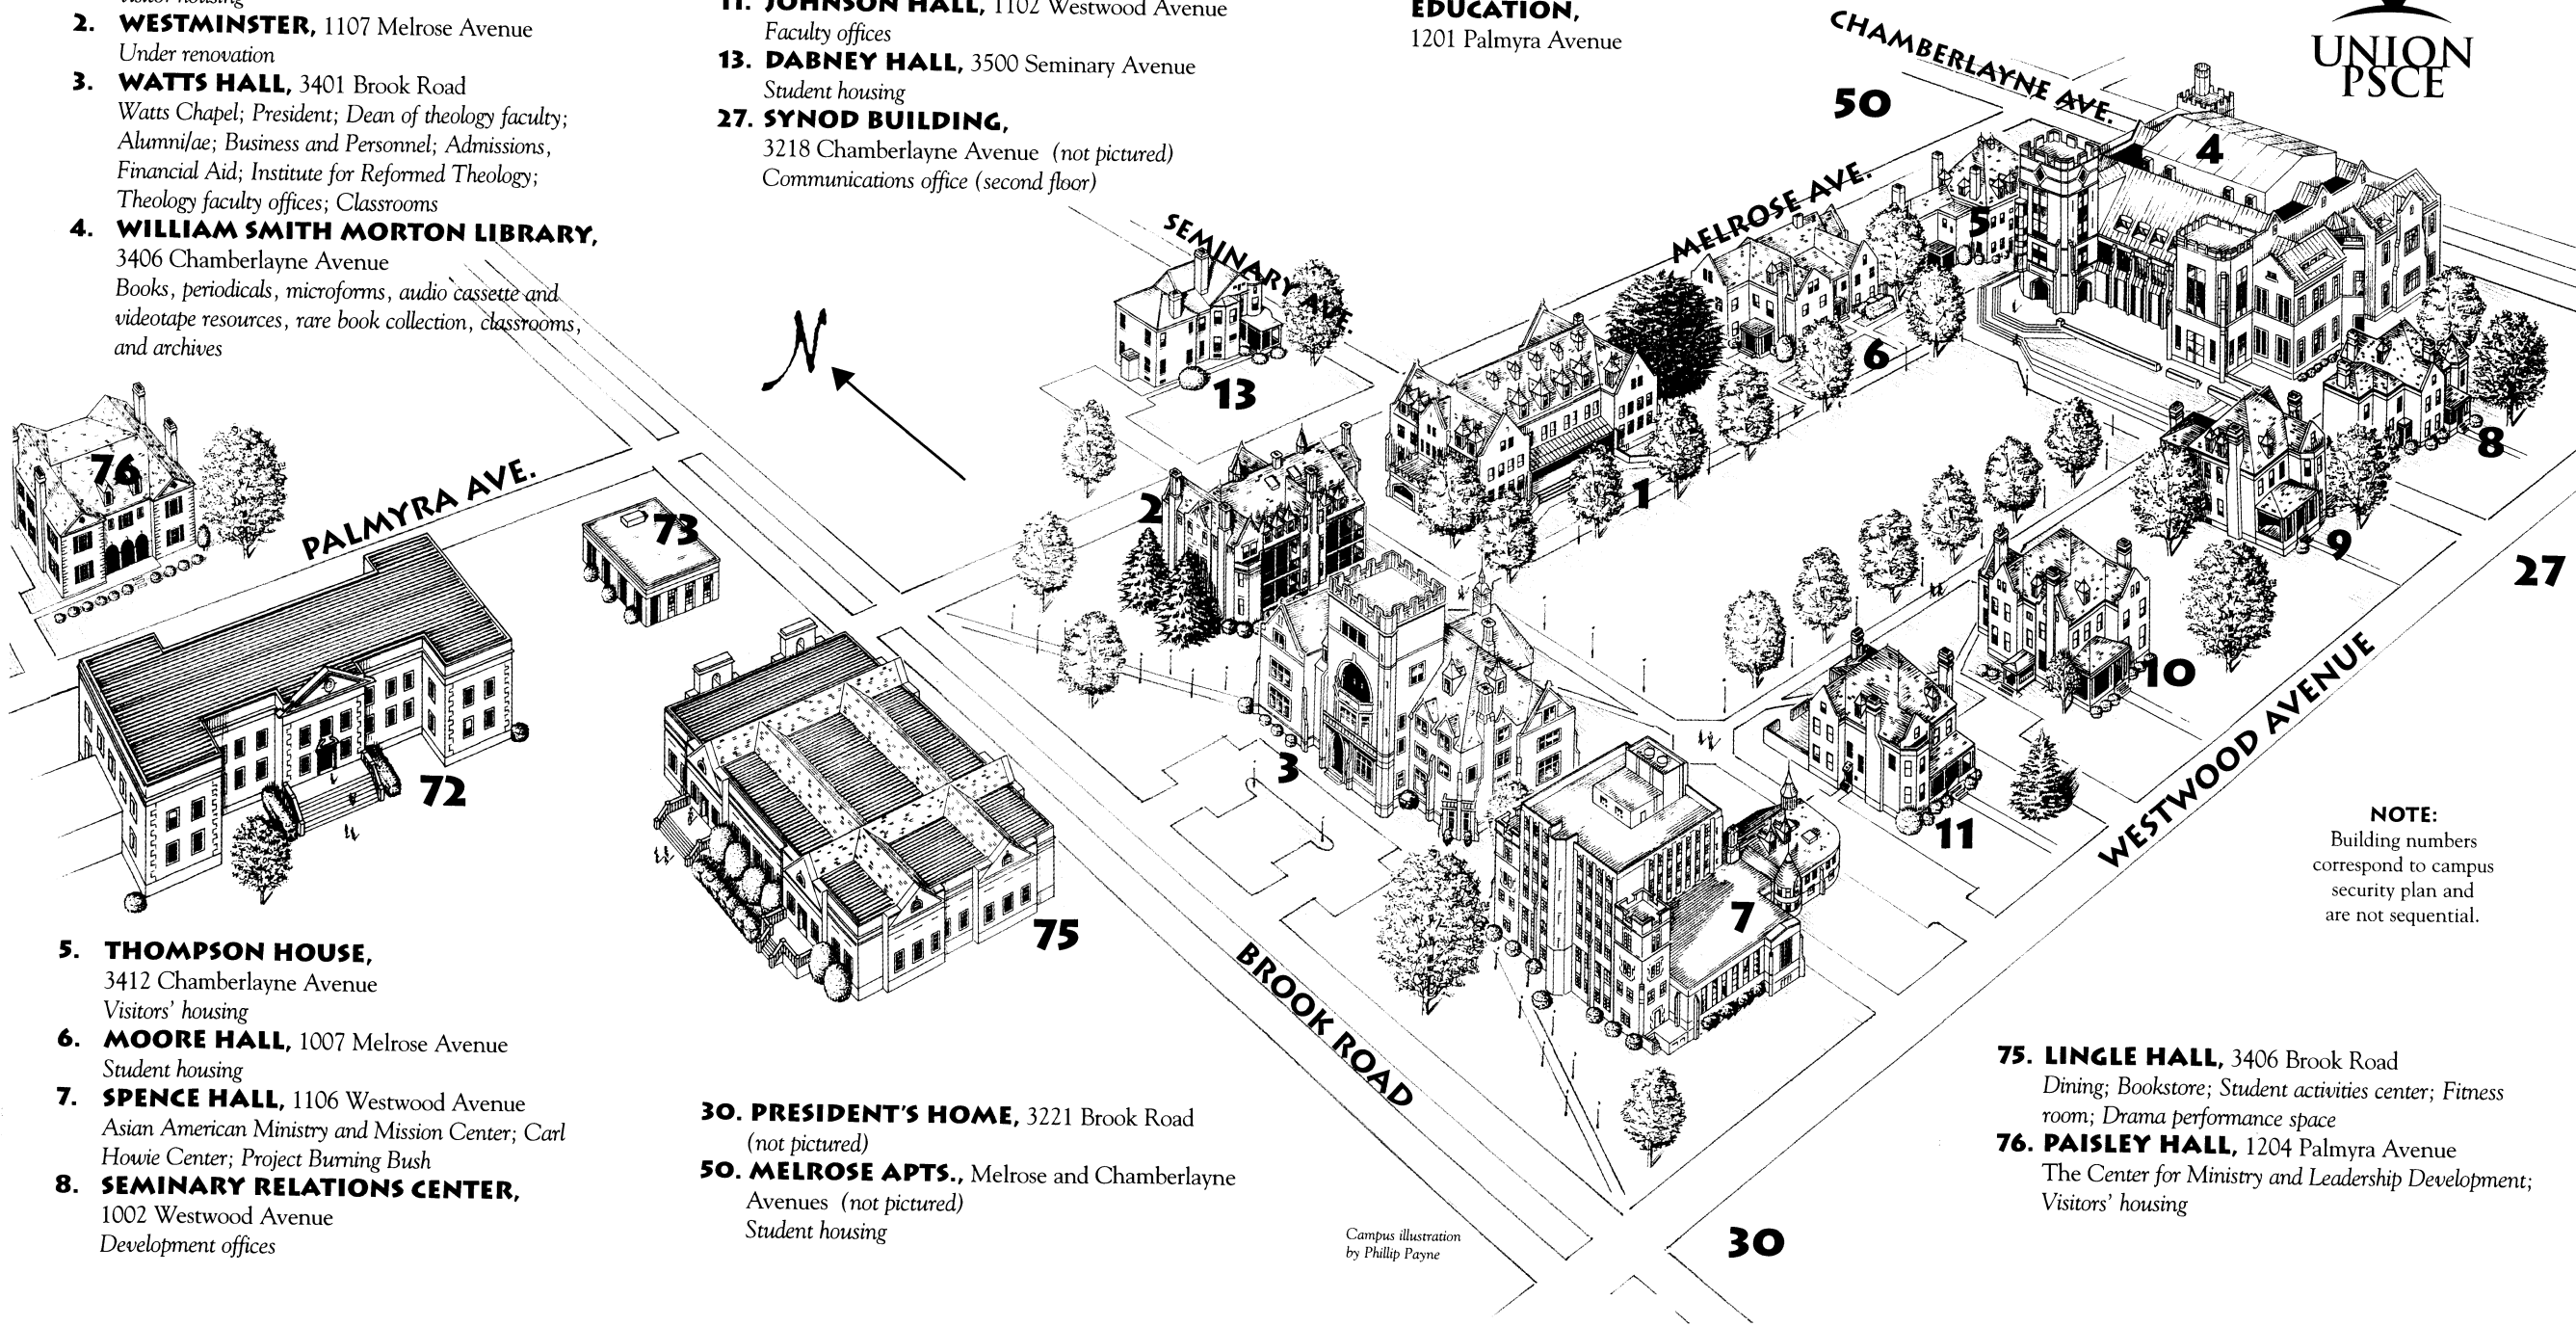 2. WESTMINSTER, 1107 Melrose Avenue
Under renovation
3. WATTS HALL, 3401 Brook Road
Watts Chapel; President; Dean of theology faculty;
Alumni/ae; Business and Personnel; Admissions,
Financial Aid; Institute for Reformed Theology;
Theology faculty offices; Classrooms
4. WILLIAM SMITH MORTON LIBRARY,
3406 Chamberlayne Avenue
Books, periodicals, microforms, audio cassette and
videotape resources, rare book collection, classrooms,
and archives
11. JOHNSON HALL, 1102 Westwood Avenue
Faculty offices
13. DABNEY HALL, 3500 Seminary Avenue
Student housing
27. SYNOD BUILDING,
3218 Chamberlayne Avenue (not pictured)
Communications office (second floor)
EDUCATION,
1201 Palmyra Avenue
UNION
PSCE
CHAMBERLAYNE AVE.
50
4
MELROSE AVE.
5
SEMINARY
N
6
13
8
76
PALMYRA AVE.
73
2
1
9
27
10
WESTWOOD AVENUE
3
72
11
7
75
BROOK ROAD
30
NOTE:
Building numbers
correspond to campus
security plan and
are not sequential.
5. THOMPSON HOUSE,
3412 Chamberlayne Avenue
Visitors' housing
6. MOORE HALL, 1007 Melrose Avenue
Student housing
7. SPENCE HALL, 1106 Westwood Avenue
Asian American Ministry and Mission Center; Carl
Howie Center; Project Burning Bush
8. SEMINARY RELATIONS CENTER,
1002 Westwood Avenue
Development offices
30. PRESIDENT'S HOME, 3221 Brook Road
(not pictured)
50. MELROSE APTS., Melrose and Chamberlayne
Avenues (not pictured)
Student housing
Campus illustration
by Phillip Payne
75. LINGLE HALL, 3406 Brook Road
Dining; Bookstore; Student activities center; Fitness
room; Drama performance space
76. PAISLEY HALL, 1204 Palmyra Avenue
The Center for Ministry and Leadership Development;
Visitors' housing